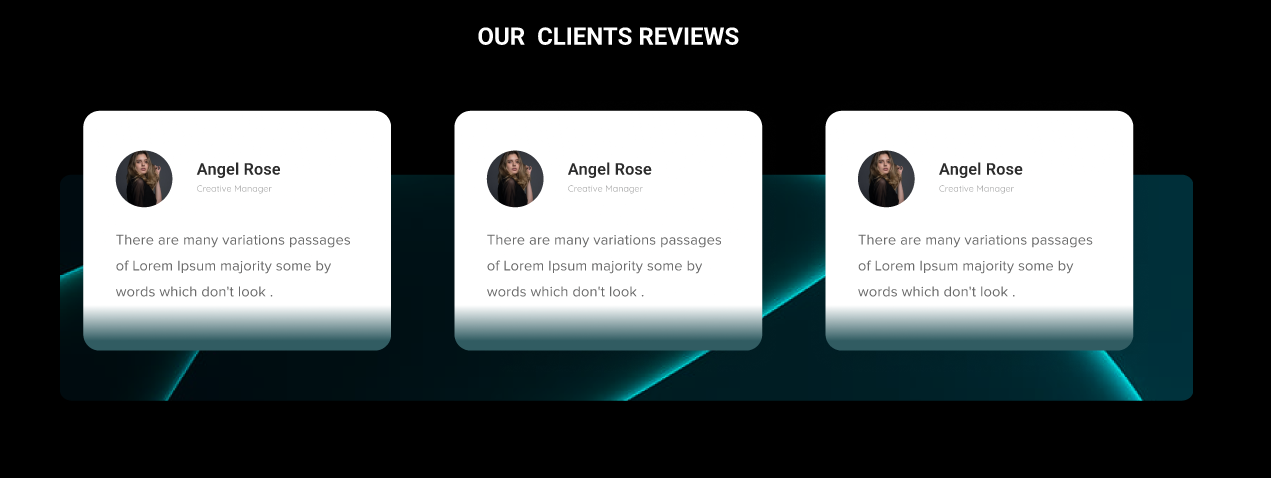 OUR CLIENTS REVIEWS
Angel Rose
Creative Manager
There are many variations passages
of Lorem Ipsum majority some by
words which don't look .
Angel Rose
Creative Manager
There are many variations passages
of Lorem Ipsum majority some by
words which don't look .
Angel Rose
Creative Manager
There are many variations passages
of Lorem Ipsum majority some by
words which don't look .